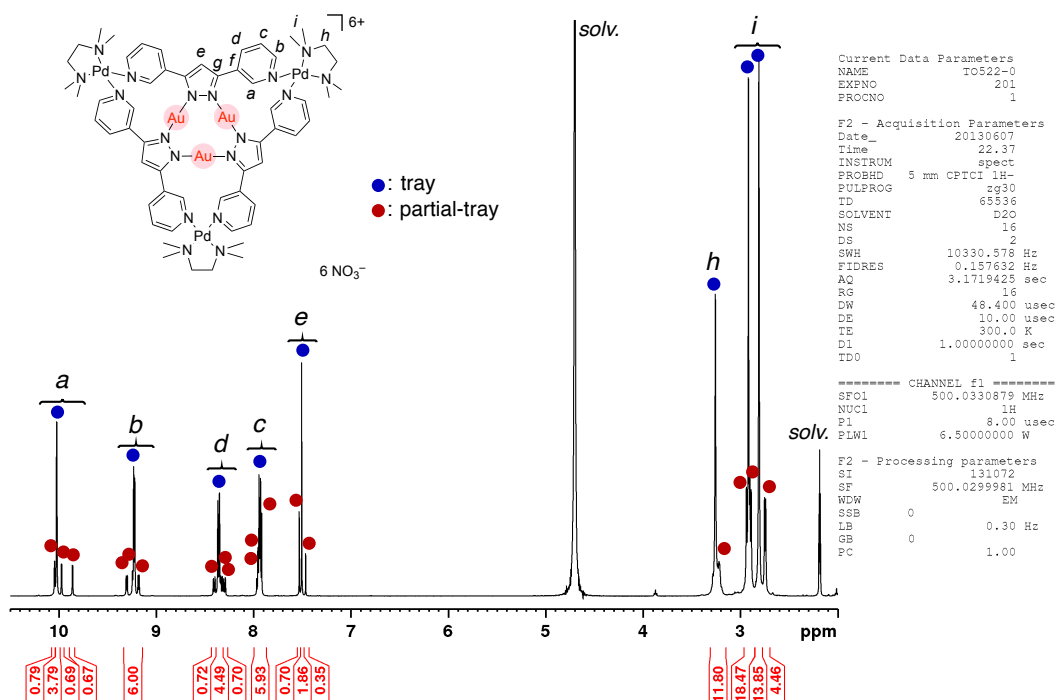 6+
i
h
c
d
b
e
f
g
a
N
N
Pd
N
N
N
N
Pd
N
N
N
N
N
N
Au
Au
Au
N
N
N
N
N
N
Pd
N
N
6 NO₃⁻
: tray
: partial-tray
solv.
i
h
e
a
b
d
c
solv.
10
9
8
7
6
5
4
3
ppm
0.79
3.79
0.69
0.67
6.00
0.72
4.49
0.70
5.93
0.70
1.86
0.35
11.80
18.47
13.85
4.46
Current Data Parameters
NAME TO522-0
EXPNO 201
PROCNO 1
F2 - Acquisition Parameters
Date_ 20130607
Time 22.37
INSTRUM spect
PROBHD 5 mm CPTCI 1H-
PULPROG zg30
TD 65536
SOLVENT D2O
NS 16
DS 2
SWH 10330.578 Hz
FIDRES 0.157632 Hz
AQ 3.1719425 sec
RG 16
DW 48.400 usec
DE 10.00 usec
TE 300.0 K
D1 1.00000000 sec
TD0 1
======== CHANNEL f1 ========
SFO1 500.0330879 MHz
NUC1 1H
P1 8.00 usec
PLW1 6.50000000 W
F2 - Processing parameters
SI 131072
SF 500.0299981 MHz
WDW EM
SSB 0
LB 0.30 Hz
GB 0
PC 1.00